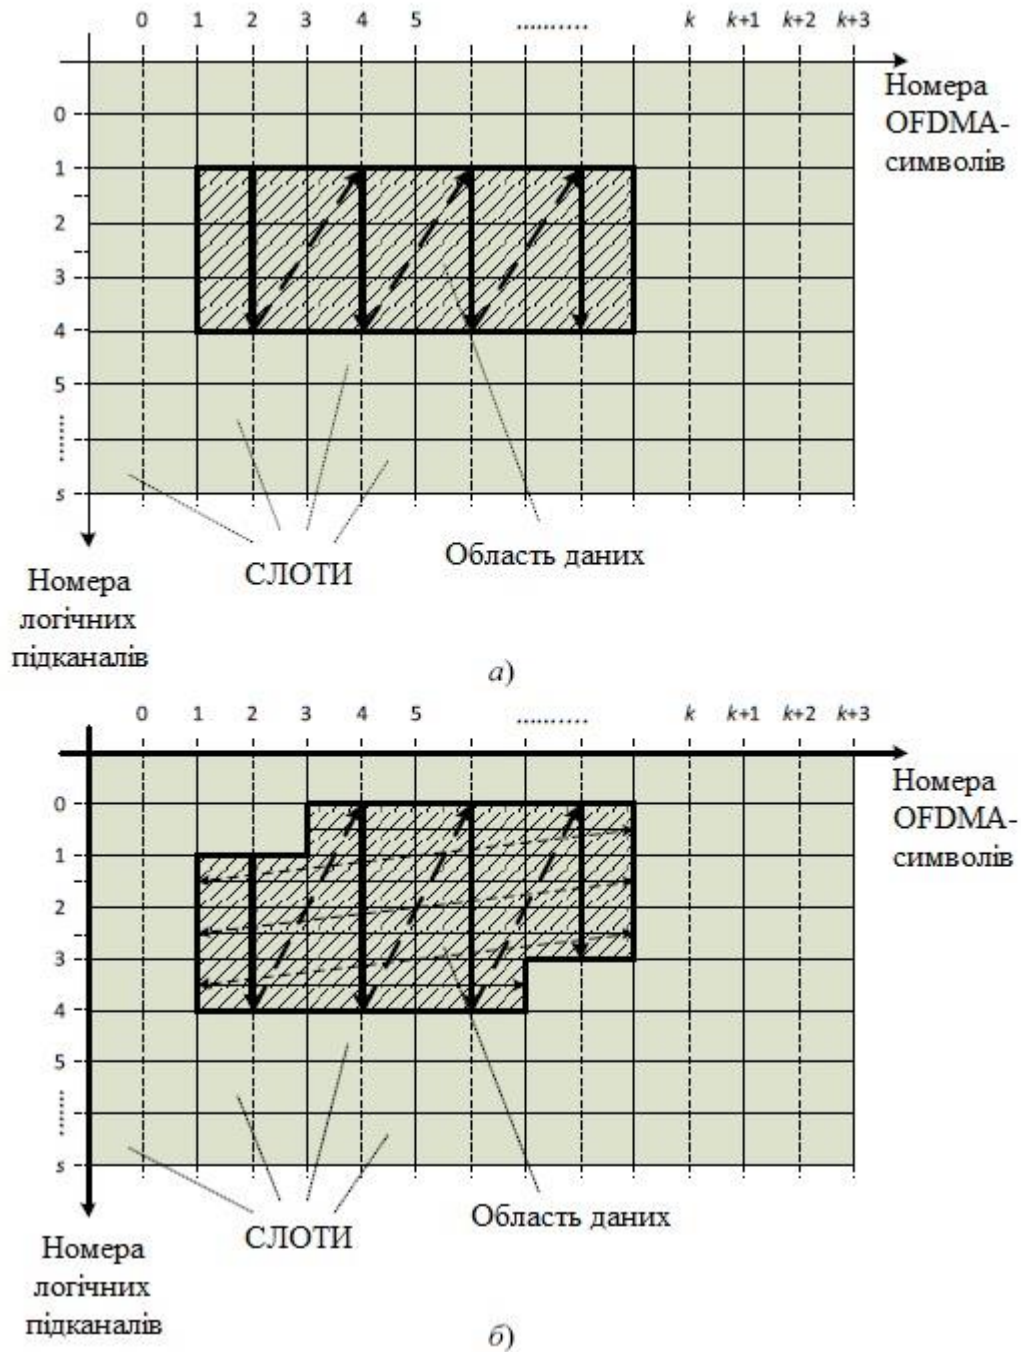 0 1 2 3 4 5 .......... k k+1 k+2 k+3
Номера
OFDMA-
символів
0
1
2
3
4
5
s
СЛОТИ
Область даних
Номера
логічних
підканалів
а)
0 1 2 3 4 5 .......... k k+1 k+2 k+3
Номера
OFDMA-
символів
0
1
2
3
4
5
s
СЛОТИ
Область даних
Номера
логічних
підканалів
б)